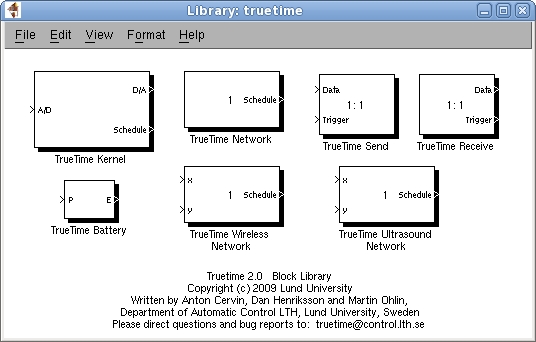 Library: truetime
File Edit View Format Help
A/D
D/A
Schedule
TrueTime Kernel
1
Schedule
TrueTime Network
Data
1:1
Trigger
TrueTime Send
Data
1:1
Trigger
TrueTime Receive
P
E
TrueTime Battery
x
1
Schedule
y
TrueTime Wireless
Network
x
1
Schedule
y
TrueTime Ultrasound
Network
Truetime 2.0 Block Library
Copyright (c) 2009 Lund University
Written by Anton Cervin, Dan Henriksson and Martin Ohlin,
Department of Automatic Control LTH, Lund University, Sweden
Please direct questions and bug reports to: truetime@control.lth.se